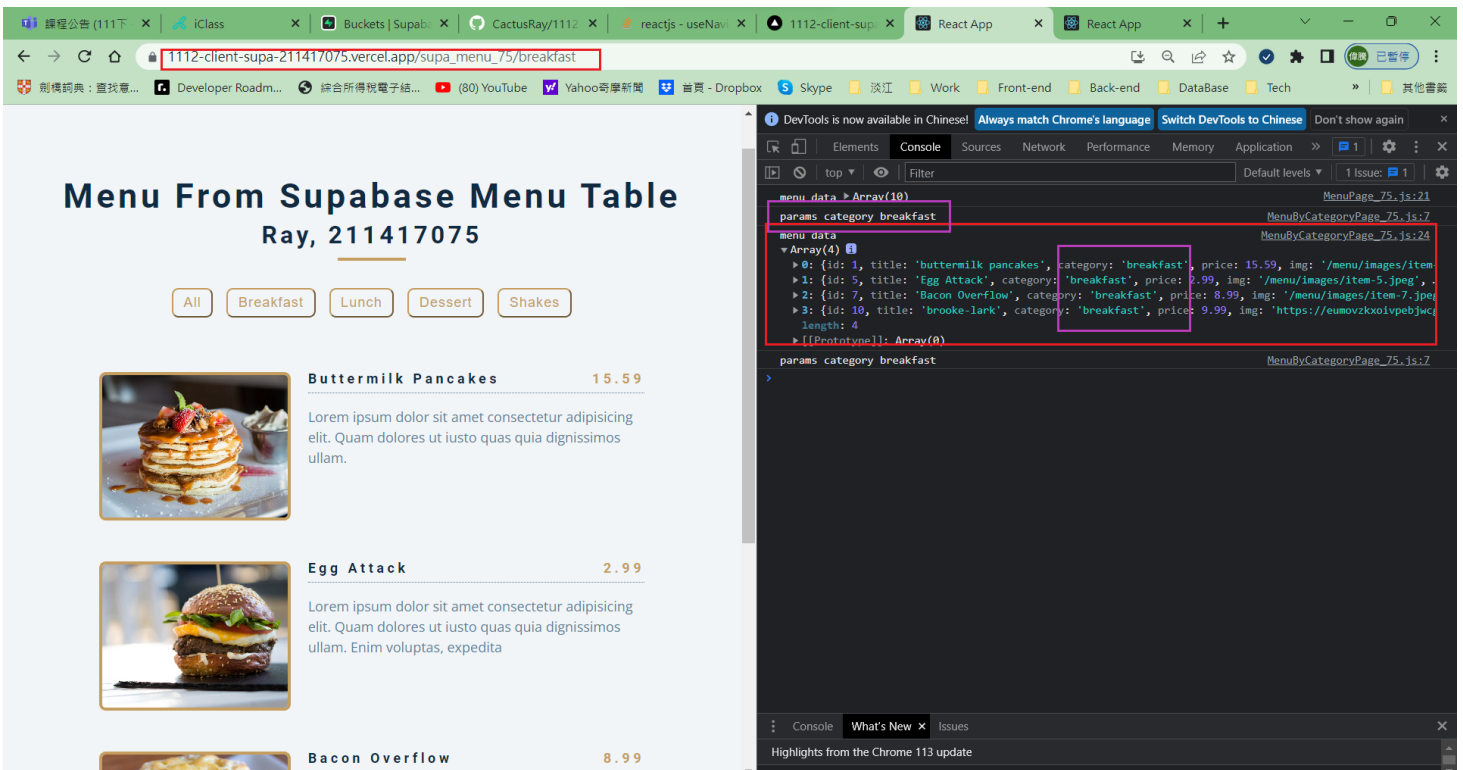 課程公告 (111下 -
iClass
Buckets | Supaba
CactusRay/1112
reactjs - useNavi
1112-client-supa
React App
React App
1112-client-supa-211417075.vercel.app/supa_menu_75/breakfast
已暫停
劍橋詞典：查找意...
Developer Roadm...
綜合所得稅電子結...
(80) YouTube
Yahoo奇摩新聞
首頁 - Dropbox
Skype
淡江
Work
Front-end
Back-end
DataBase
Tech
»
其他書籤
Menu From Supabase Menu Table
Ray, 211417075
All
Breakfast
Lunch
Dessert
Shakes
Buttermilk Pancakes 15.59
Lorem ipsum dolor sit amet consectetur adipisicing
elit. Quam dolores ut iusto quas quia dignissimos
ullam.
Egg Attack 2.99
Lorem ipsum dolor sit amet consectetur adipisicing
elit. Quam dolores ut iusto quas quia dignissimos
ullam. Enim voluptas, expedita
Bacon Overflow 8.99
DevTools is now available in Chinese! Always match Chrome's language Switch DevTools to Chinese Don't show again
Elements Console Sources Network Performance Memory Application » 1
top Filter Default levels 1 Issue: 1
menu data Array(10) MenuPage_75.js:21
params category breakfast MenuByCategoryPage_75.js:7
menu data MenuByCategoryPage_75.js:24
Array(4)
0: {id: 1, title: 'buttermilk pancakes', category: 'breakfast', price: 15.59, img: '/menu/images/item-
1: {id: 5, title: 'Egg Attack', category: 'breakfast', price: 2.99, img: '/menu/images/item-5.jpeg', .
2: {id: 7, title: 'Bacon Overflow', category: 'breakfast', price: 8.99, img: '/menu/images/item-7.jpeg
3: {id: 10, title: 'brooke-lark', category: 'breakfast', price: 9.99, img: 'https://eumovzkxoivpebjwcg
length: 4
[[Prototype]]: Array(0)
params category breakfast MenuByCategoryPage_75.js:7
Console What's New Issues
Highlights from the Chrome 113 update